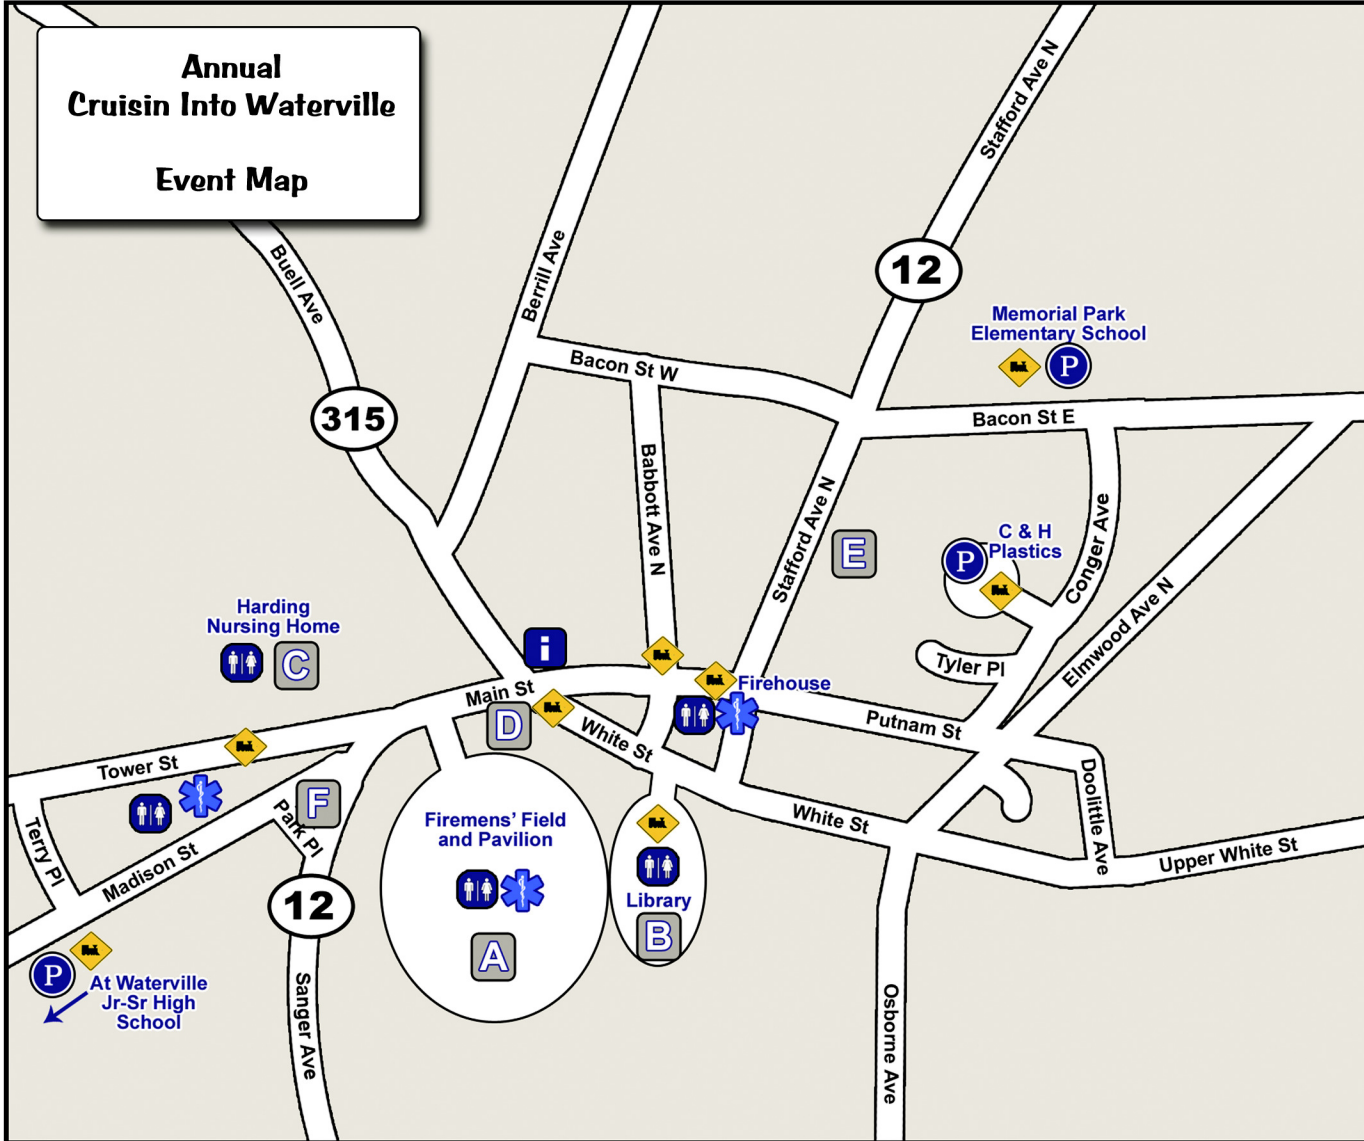 Annual
Cruisin Into Waterville
Event Map
Stafford Ave N
Buell Ave
Berrill Ave
12
Memorial Park
Elementary School
P
Bacon St W
315
Bacon St E
Babbott Ave N
Stafford Ave N
E
C & H
Plastics
P
Conger Ave
Elmwood Ave N
Harding
Nursing Home
C
i
Tyler Pl
Main St
Firehouse
D
White St
Putnam St
Tower St
F
Park Pl
Doolittle Ave
Terry Pl
Madison St
White St
Upper White St
Firemens' Field
and Pavilion
A
Library
B
12
P
At Waterville
Jr-Sr High
School
Sanger Ave
Osborne Ave